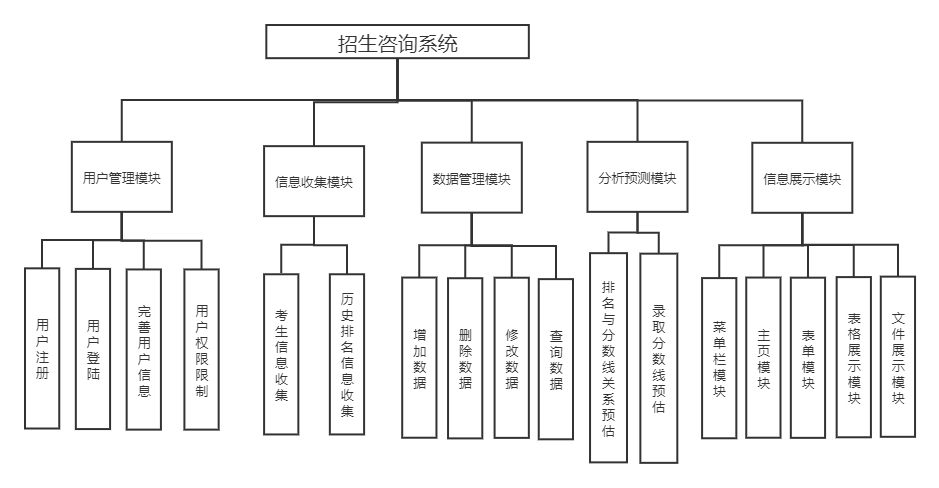 招生咨询系统
用户管理模块
信息收集模块
数据管理模块
分析预测模块
信息展示模块
用户注册
用户登陆
完善用户信息
用户权限限制
考生信息收集
历史排名信息收集
增加数据
删除数据
修改数据
查询数据
排名与分数线关系预估
录取分数线预估
菜单栏模块
主页模块
表单模块
表格展示模块
文件展示模块